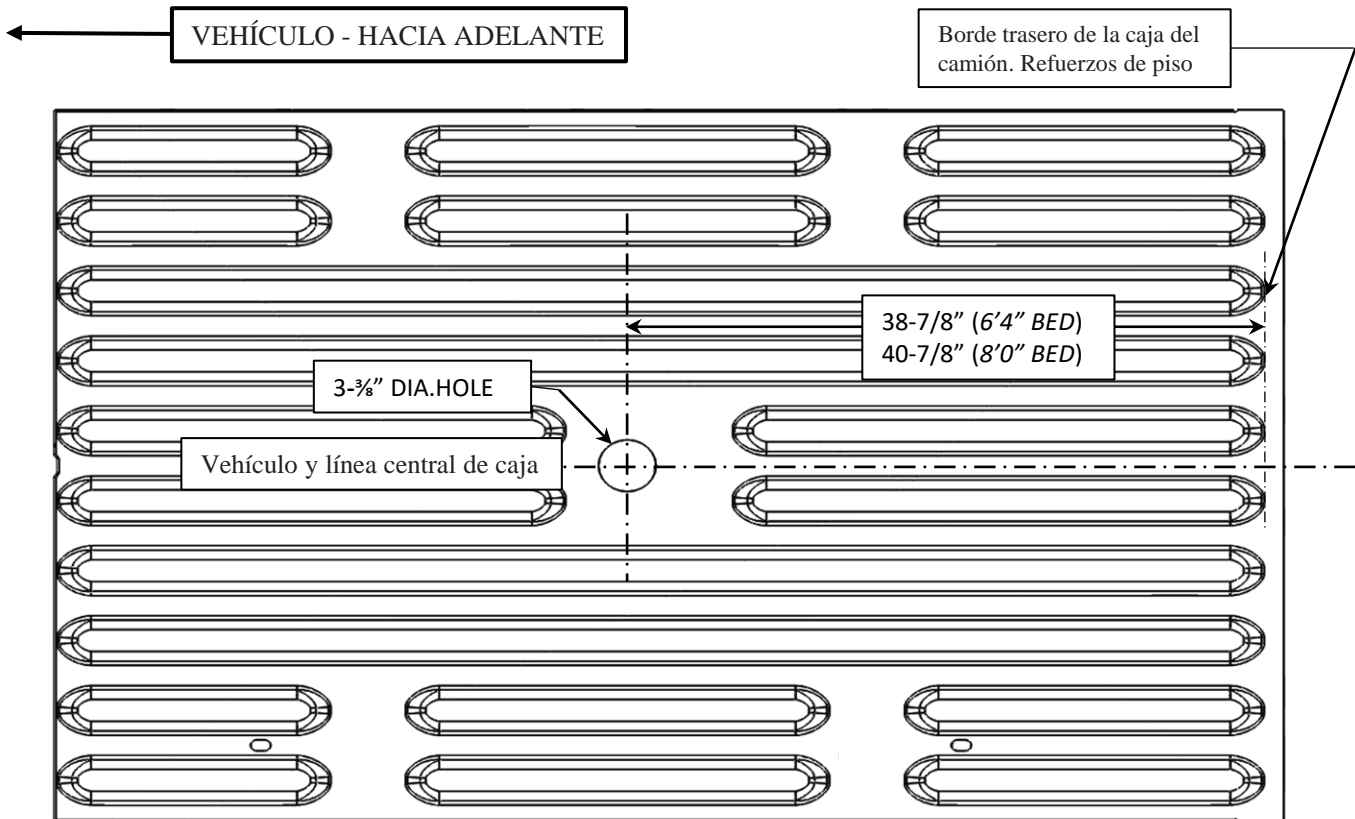 VEHÍCULO - HACIA ADELANTE
Borde trasero de la caja del
camión. Refuerzos de piso
38-7/8” (6’4” BED)
40-7/8” (8’0” BED)
3-⅜” DIA.HOLE
Vehículo y línea central de caja